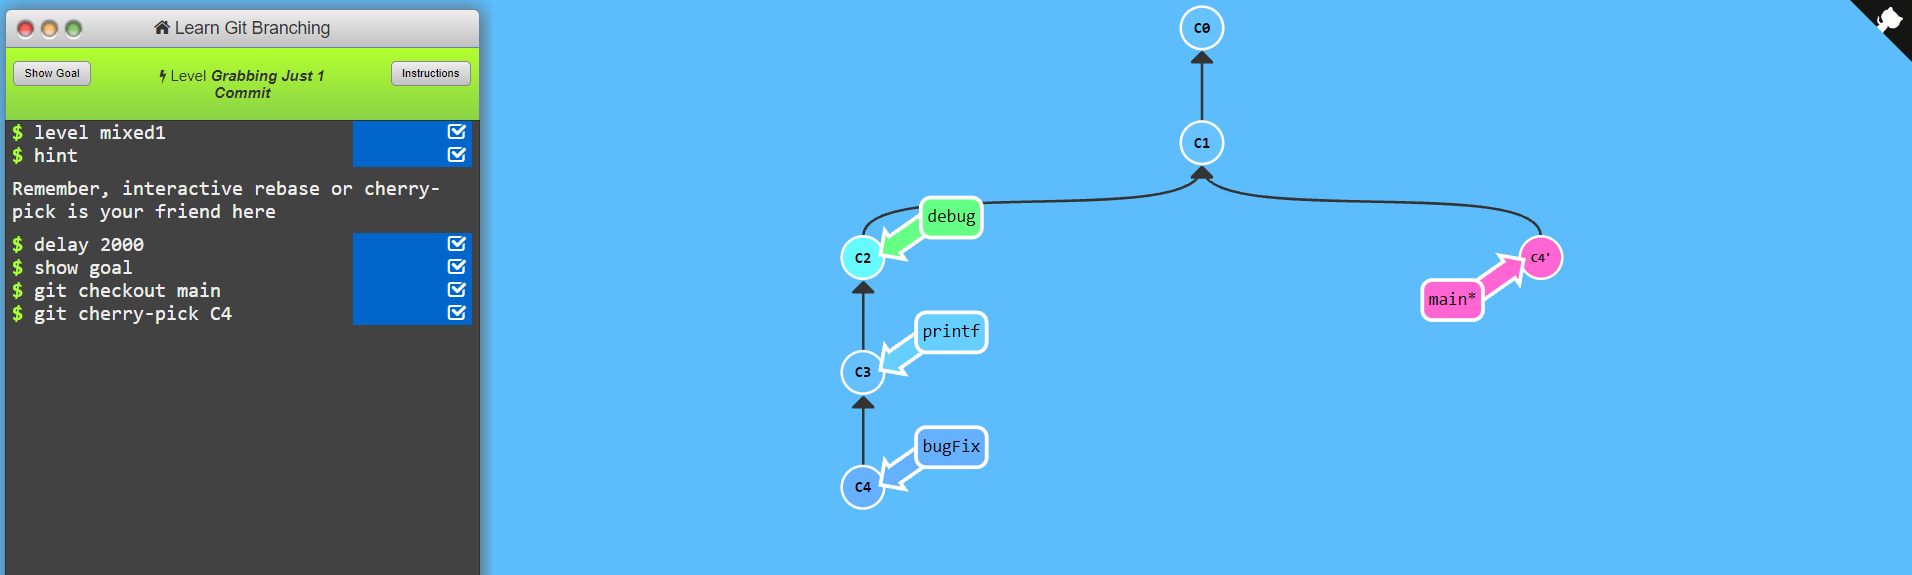 Learn Git Branching
Show Goal
Level Grabbing Just 1
Commit
Instructions
$ level mixed1
$ hint
Remember, interactive rebase or cherry-
pick is your friend here
$ delay 2000
$ show goal
$ git checkout main
$ git cherry-pick C4
C0
C1
debug
C2
C4'
main*
printf
C3
bugFix
C4